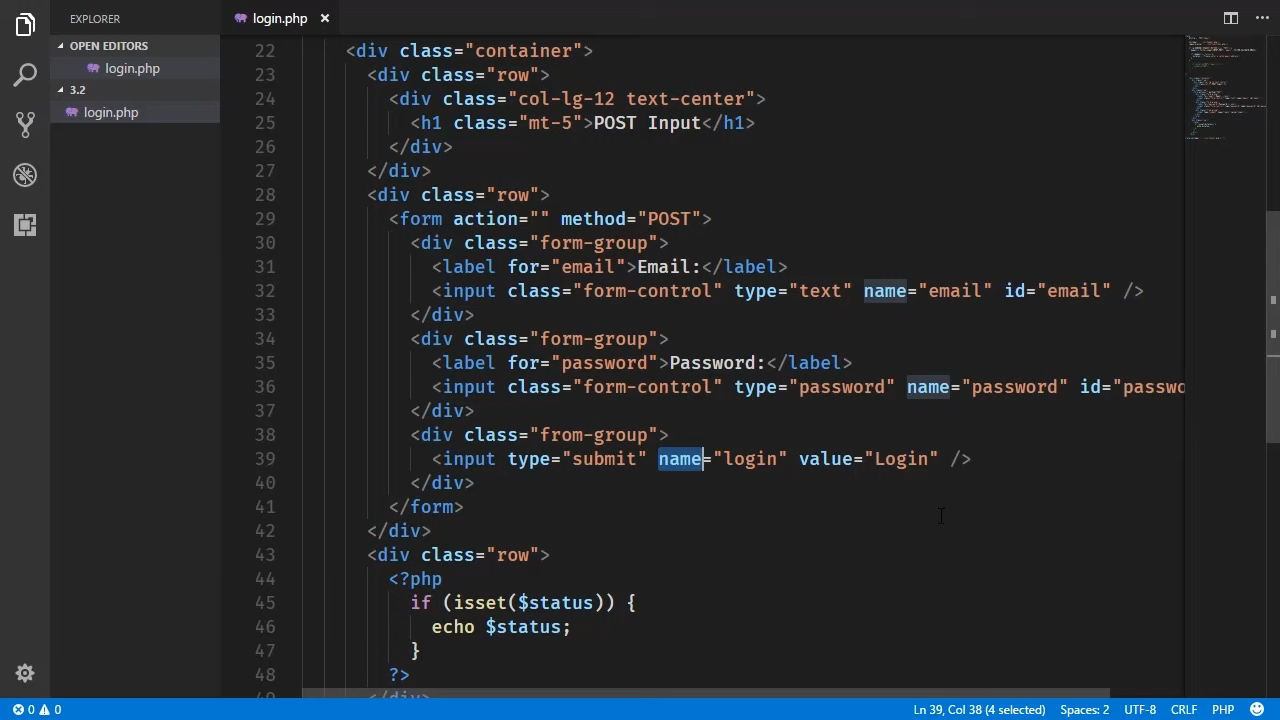 EXPLORER
OPEN EDITORS
login.php
3.2
login.php
login.php ×
22 <div class="container">
23 <div class="row">
24 <div class="col-lg-12 text-center">
25 <h1 class="mt-5">POST Input</h1>
26 </div>
27 </div>
28 <div class="row">
29 <form action="" method="POST">
30 <div class="form-group">
31 <label for="email">Email:</label>
32 <input class="form-control" type="text" name="email" id="email" />
33 </div>
34 <div class="form-group">
35 <label for="password">Password:</label>
36 <input class="form-control" type="password" name="password" id="passwo
37 </div>
38 <div class="from-group">
39 <input type="submit" name="login" value="Login" />
40 </div>
41 </form>
42 </div>
43 <div class="row">
44 <?php
45 if (isset($status)) {
46 echo $status;
47 }
48 ?>
49 </div>
0 0 Ln 39, Col 38 (4 selected) Spaces: 2 UTF-8 CRLF PHP